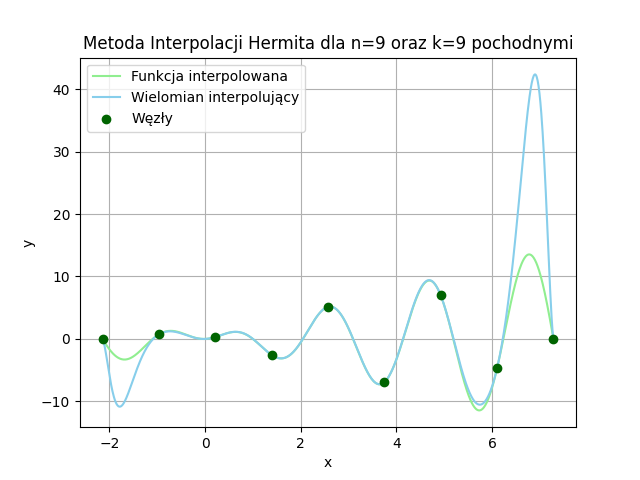 Metoda Interpolacji Hermita dla n=9 oraz k=9 pochodnymi
Funkcja interpolowana
Wielomian interpolujący
Węzły
40
30
20
10
0
−10
y
−2
0
2
4
6
x